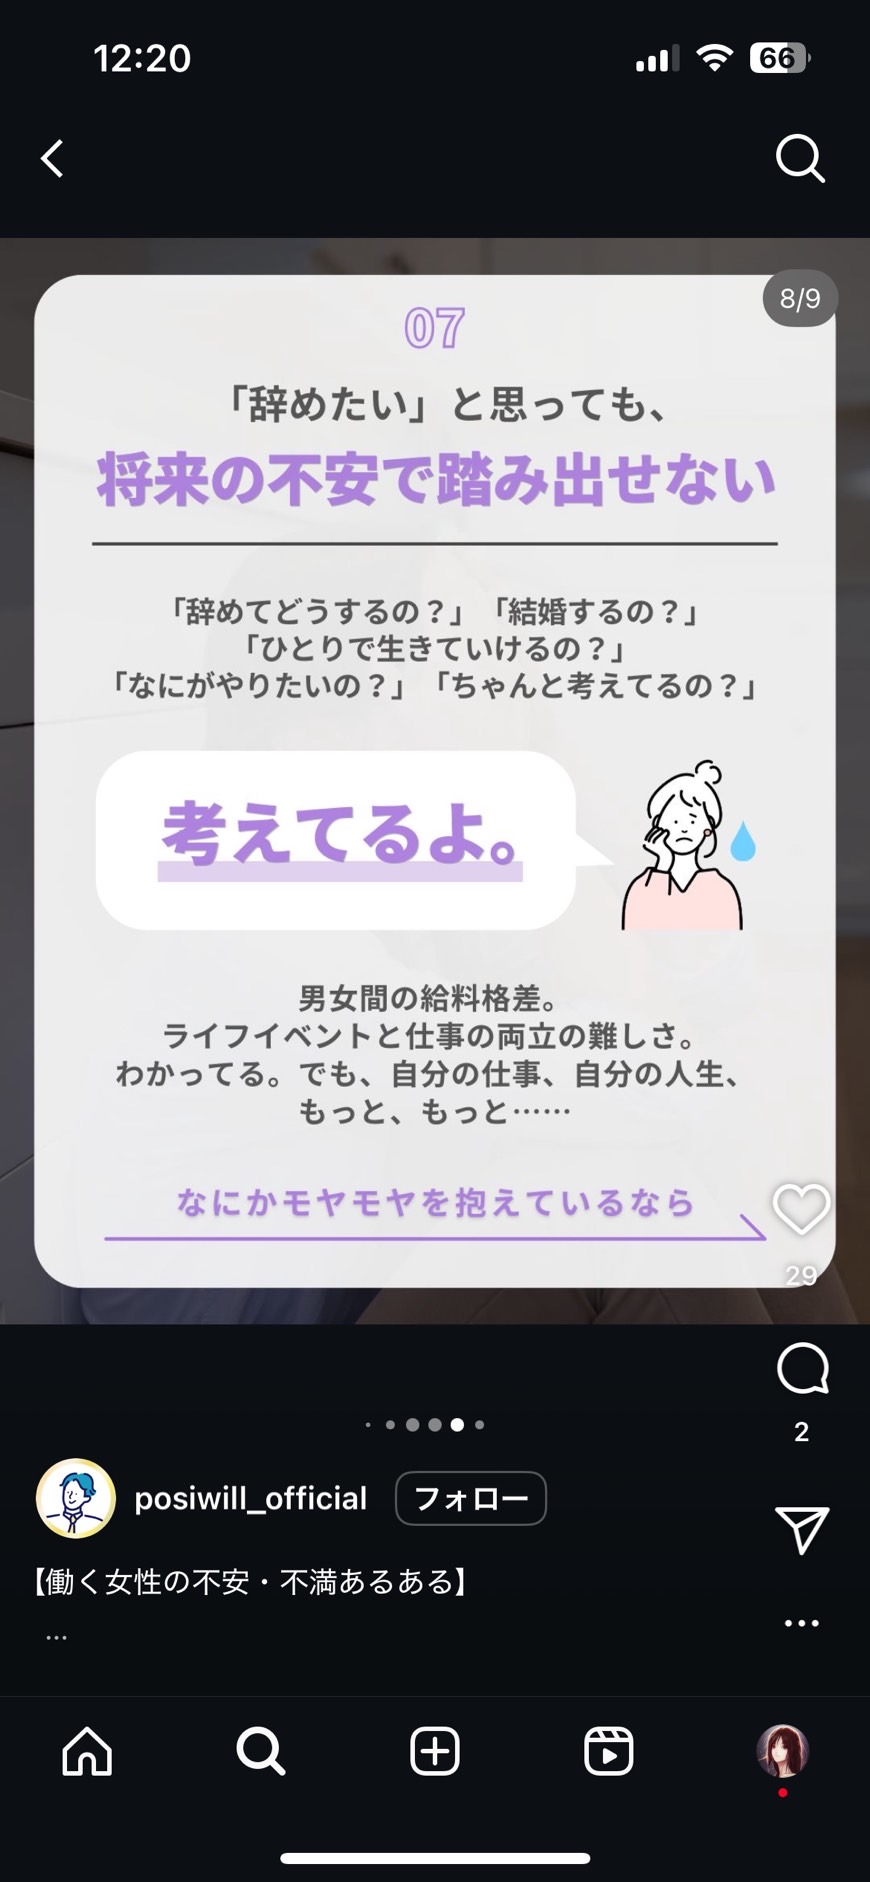 12:20
66
8/9
07
「辞めたい」と思っても、
将来の不安で踏み出せない
「辞めてどうするの？」「結婚するの？」
「ひとりで生きていけるの？」
「なにがやりたいの？」「ちゃんと考えてるの？」
考えてるよ。
男女間の給料格差。
ライフイベントと仕事の両立の難しさ。
わかってる。でも、自分の仕事、自分の人生、
もっと、もっと……
なにかモヤモヤを抱えているなら
29
2
posiwill_official
フォロー
【働く女性の不安・不満あるある】
...